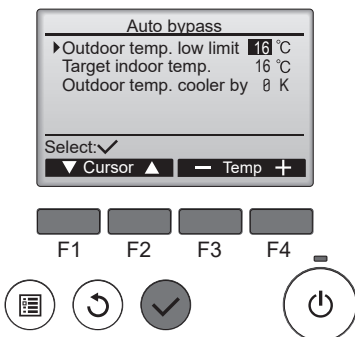 Auto bypass
Outdoor temp. low limit 16 ℃
Target indoor temp. 16 ℃
Outdoor temp. cooler by 0 K
Select:✓
▼ Cursor ▲ − Temp +
F1 F2 F3 F4